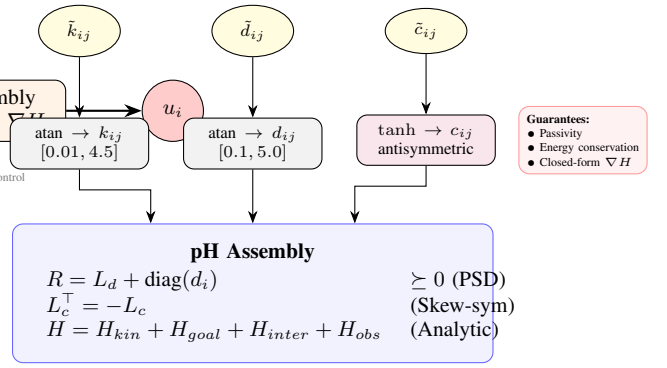 k̃ij
d̃ij
c̃ij
mbly
∇H
ui
atan → kij
[0.01, 4.5]
atan → dij
[0.1, 5.0]
tanh → cij
antisymmetric
Guarantees:
• Passivity
• Energy conservation
• Closed-form ∇H
ontrol
pH Assembly
R = Ld + diag(di) ⪰ 0 (PSD)
Lc⊤ = −Lc (Skew-sym)
H = Hkin + Hgoal + Hinter + Hobs (Analytic)